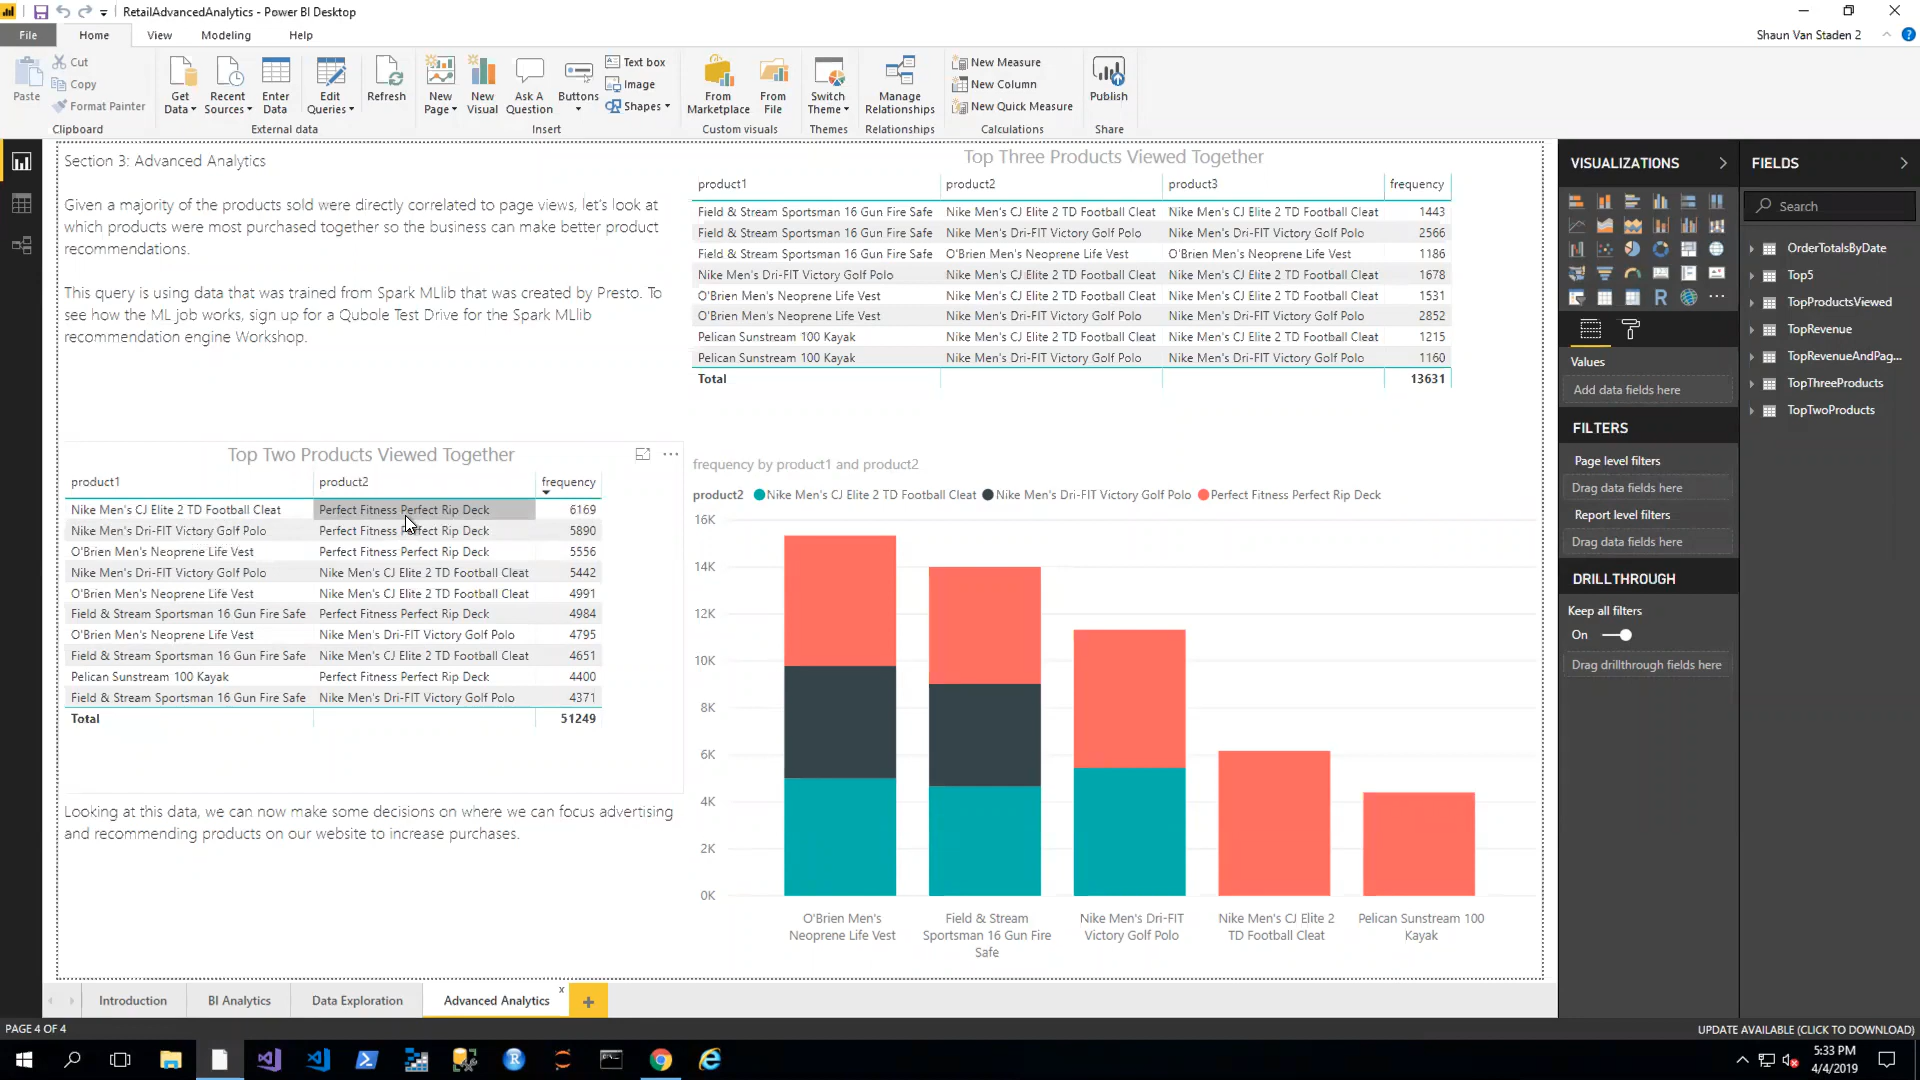 RetailAdvancedAnalytics - Power BI Desktop
File Home View Modeling Help
Shaun Van Staden 2
Paste
Cut
Copy
Format Painter
Clipboard
Get Data
Recent Sources
Enter Data
Edit Queries
External data
Refresh
New Page
New Visual
Ask A Question
Buttons
Text box
Image
Shapes
Insert
From Marketplace
From File
Custom visuals
Switch Theme
Themes
Manage Relationships
Relationships
New Measure
New Column
New Quick Measure
Calculations
Publish
Share
Section 3: Advanced Analytics
Given a majority of the products sold were directly correlated to page views, let's look at
which products were most purchased together so the business can make better product
recommendations.
This query is using data that was trained from Spark MLlib that was created by Presto. To
see how the ML job works, sign up for a Qubole Test Drive for the Spark MLlib
recommendation engine Workshop.
Top Three Products Viewed Together
product1 product2 product3 frequency
Field & Stream Sportsman 16 Gun Fire Safe Nike Men's CJ Elite 2 TD Football Cleat Nike Men's CJ Elite 2 TD Football Cleat 1443
Field & Stream Sportsman 16 Gun Fire Safe Nike Men's Dri-FIT Victory Golf Polo Nike Men's Dri-FIT Victory Golf Polo 2566
Field & Stream Sportsman 16 Gun Fire Safe O'Brien Men's Neoprene Life Vest O'Brien Men's Neoprene Life Vest 1186
Nike Men's Dri-FIT Victory Golf Polo Nike Men's CJ Elite 2 TD Football Cleat Nike Men's CJ Elite 2 TD Football Cleat 1678
O'Brien Men's Neoprene Life Vest Nike Men's CJ Elite 2 TD Football Cleat Nike Men's CJ Elite 2 TD Football Cleat 1531
O'Brien Men's Neoprene Life Vest Nike Men's Dri-FIT Victory Golf Polo Nike Men's Dri-FIT Victory Golf Polo 2852
Pelican Sunstream 100 Kayak Nike Men's CJ Elite 2 TD Football Cleat Nike Men's CJ Elite 2 TD Football Cleat 1215
Pelican Sunstream 100 Kayak Nike Men's Dri-FIT Victory Golf Polo Nike Men's Dri-FIT Victory Golf Polo 1160
Total 13631
Top Two Products Viewed Together
product1 product2 frequency
Nike Men's CJ Elite 2 TD Football Cleat Perfect Fitness Perfect Rip Deck 6169
Nike Men's Dri-FIT Victory Golf Polo Perfect Fitness Perfect Rip Deck 5890
O'Brien Men's Neoprene Life Vest Perfect Fitness Perfect Rip Deck 5556
Nike Men's Dri-FIT Victory Golf Polo Nike Men's CJ Elite 2 TD Football Cleat 5442
O'Brien Men's Neoprene Life Vest Nike Men's CJ Elite 2 TD Football Cleat 4991
Field & Stream Sportsman 16 Gun Fire Safe Perfect Fitness Perfect Rip Deck 4984
O'Brien Men's Neoprene Life Vest Nike Men's Dri-FIT Victory Golf Polo 4795
Field & Stream Sportsman 16 Gun Fire Safe Nike Men's CJ Elite 2 TD Football Cleat 4651
Pelican Sunstream 100 Kayak Perfect Fitness Perfect Rip Deck 4400
Field & Stream Sportsman 16 Gun Fire Safe Nike Men's Dri-FIT Victory Golf Polo 4371
Total 51249
Looking at this data, we can now make some decisions on where we can focus advertising
and recommending products on our website to increase purchases.
frequency by product1 and product2
product2 Nike Men's CJ Elite 2 TD Football Cleat Nike Men's Dri-FIT Victory Golf Polo Perfect Fitness Perfect Rip Deck
16K
14K
12K
10K
8K
6K
4K
2K
0K
O'Brien Men's
Neoprene Life Vest
Field & Stream
Sportsman 16 Gun Fire
Safe
Nike Men's Dri-FIT
Victory Golf Polo
Nike Men's CJ Elite 2
TD Football Cleat
Pelican Sunstream 100
Kayak
VISUALIZATIONS
R
Values
Add data fields here
FILTERS
Page level filters
Drag data fields here
Report level filters
Drag data fields here
DRILLTHROUGH
Keep all filters
On
Drag drillthrough fields here
FIELDS
Search
OrderTotalsByDate
Top5
TopProductsViewed
TopRevenue
TopRevenueAndPag...
TopThreeProducts
TopTwoProducts
Introduction BI Analytics Data Exploration Advanced Analytics x +
PAGE 4 OF 4
UPDATE AVAILABLE (CLICK TO DOWNLOAD)
5:33 PM
4/4/2019